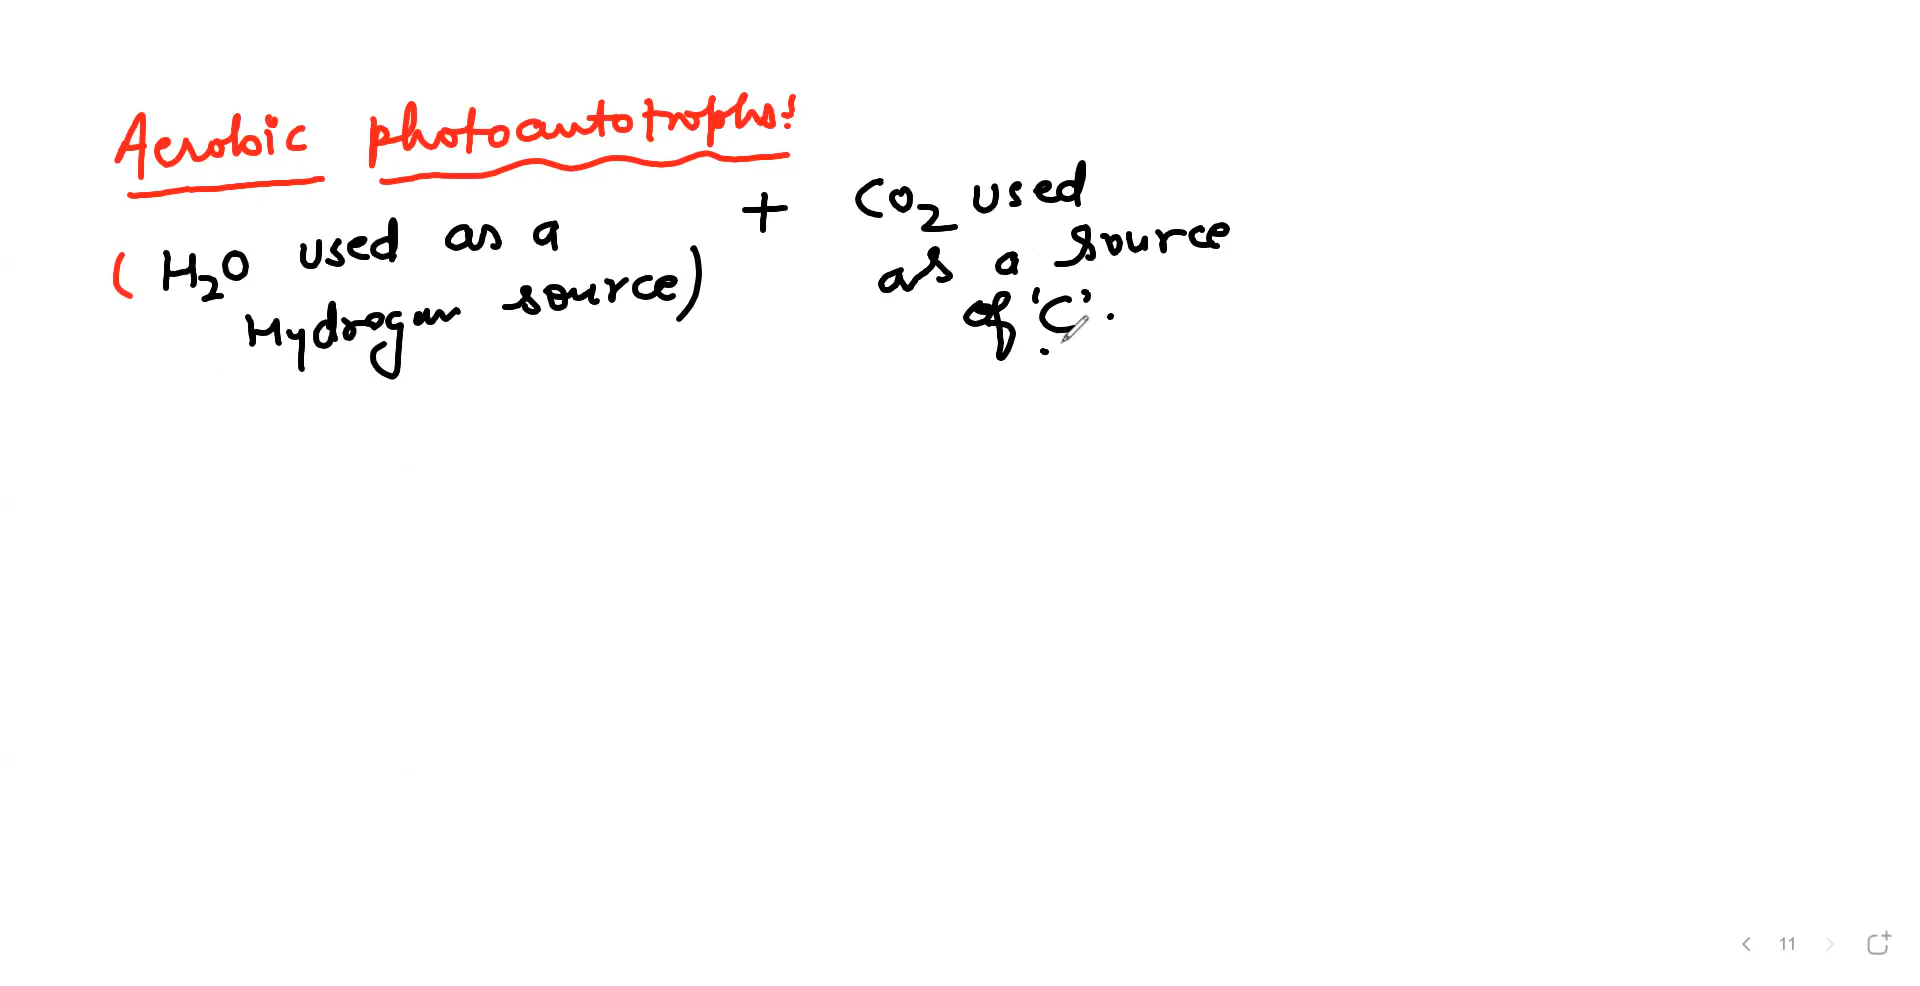 Aerobic photoautotrophs:
(H₂O used as a
Hydrogen source)
+
CO₂ used
as a source
of 'C'.
11